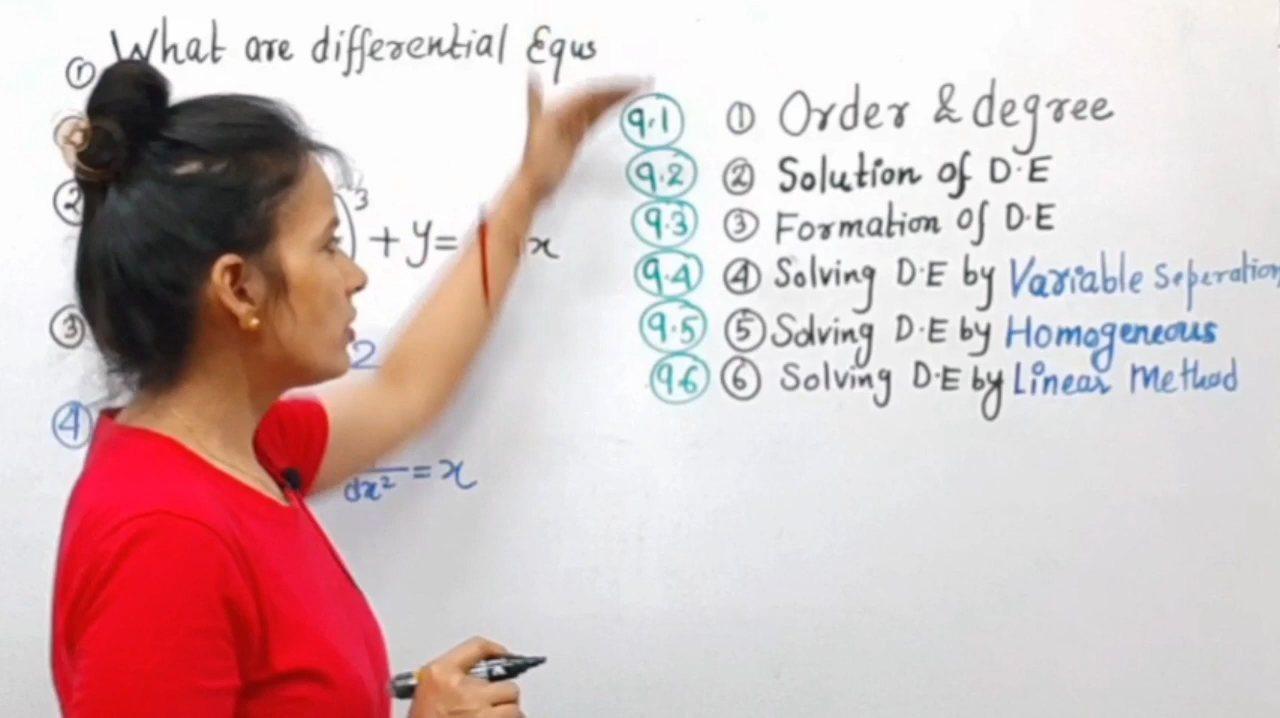 What are differential Equs
①
②
)³ + y =
x
③
2
④
dx² = x
9.1 ① Order & degree
9.2 ② Solution of D.E
9.3 ③ Formation of D.E
9.4 ④ Solving D.E by Variable Seperation
9.5 ⑤ Solving D.E by Homogeneous
9.6 ⑥ Solving D.E by Linear Method